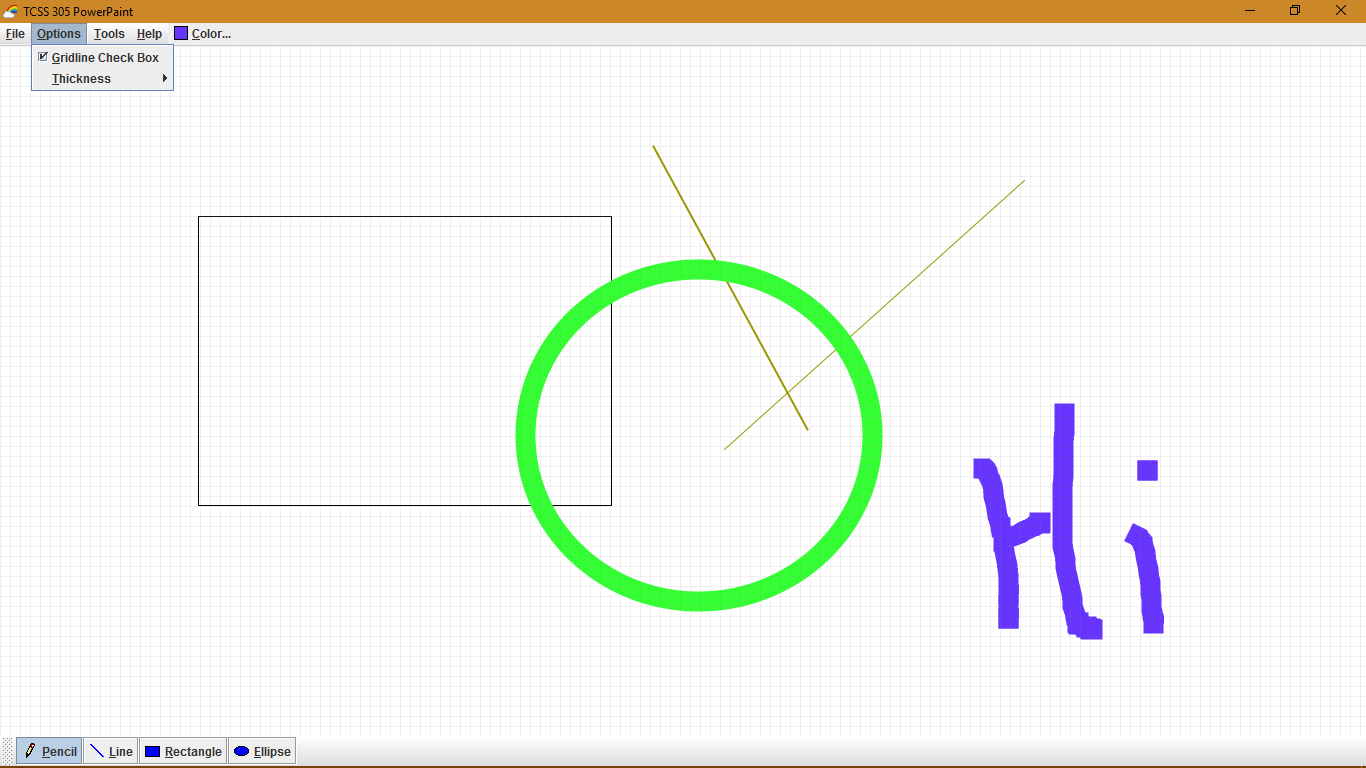 TCSS 305 PowerPaint
File Options Tools Help Color...
Gridline Check Box
Thickness
Hi
Pencil Line Rectangle Ellipse